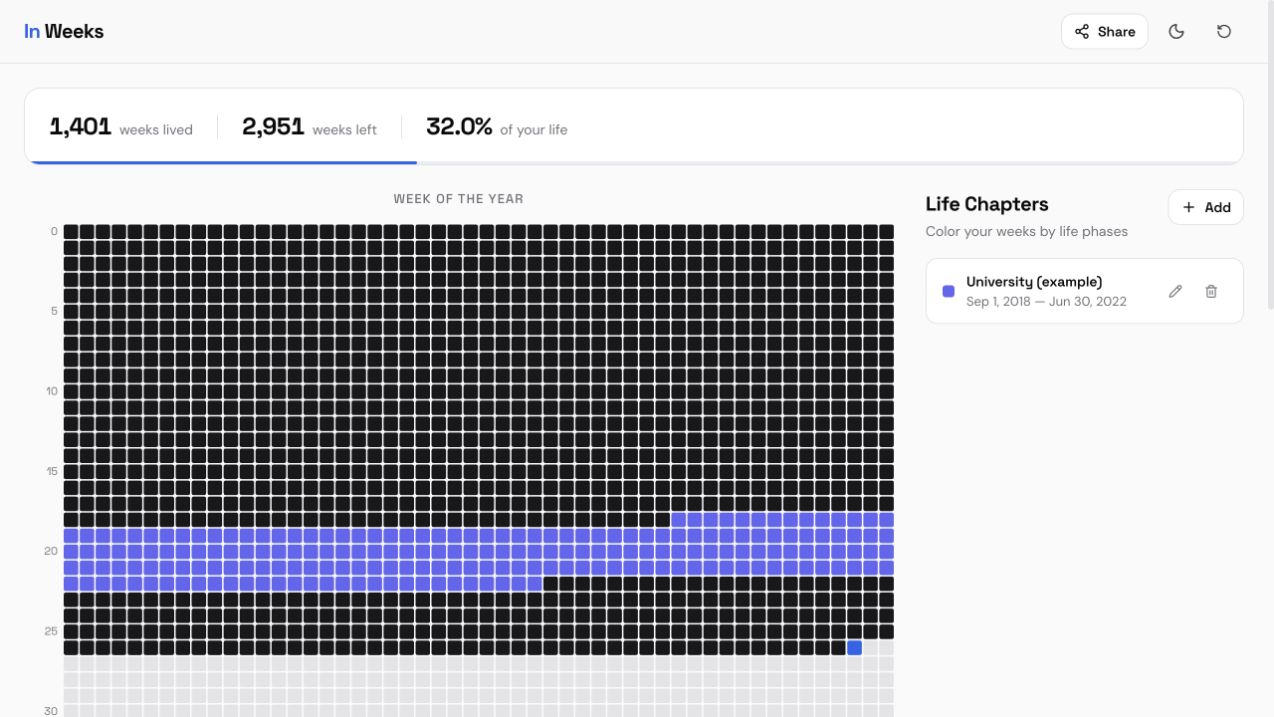 In Weeks
Share
1,401 weeks lived
2,951 weeks left
32.0% of your life
WEEK OF THE YEAR
0
5
10
15
20
25
30
Life Chapters
Add
Color your weeks by life phases
University (example)
Sep 1, 2018 — Jun 30, 2022